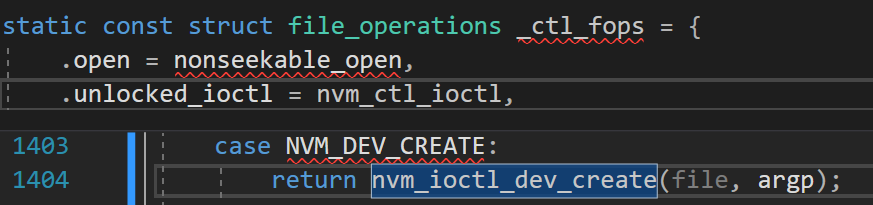 static const struct file_operations _ctl_fops = {
.open = nonseekable_open,
.unlocked_ioctl = nvm_ctl_ioctl,
1403 case NVM_DEV_CREATE:
1404 return nvm_ioctl_dev_create(file, argp);